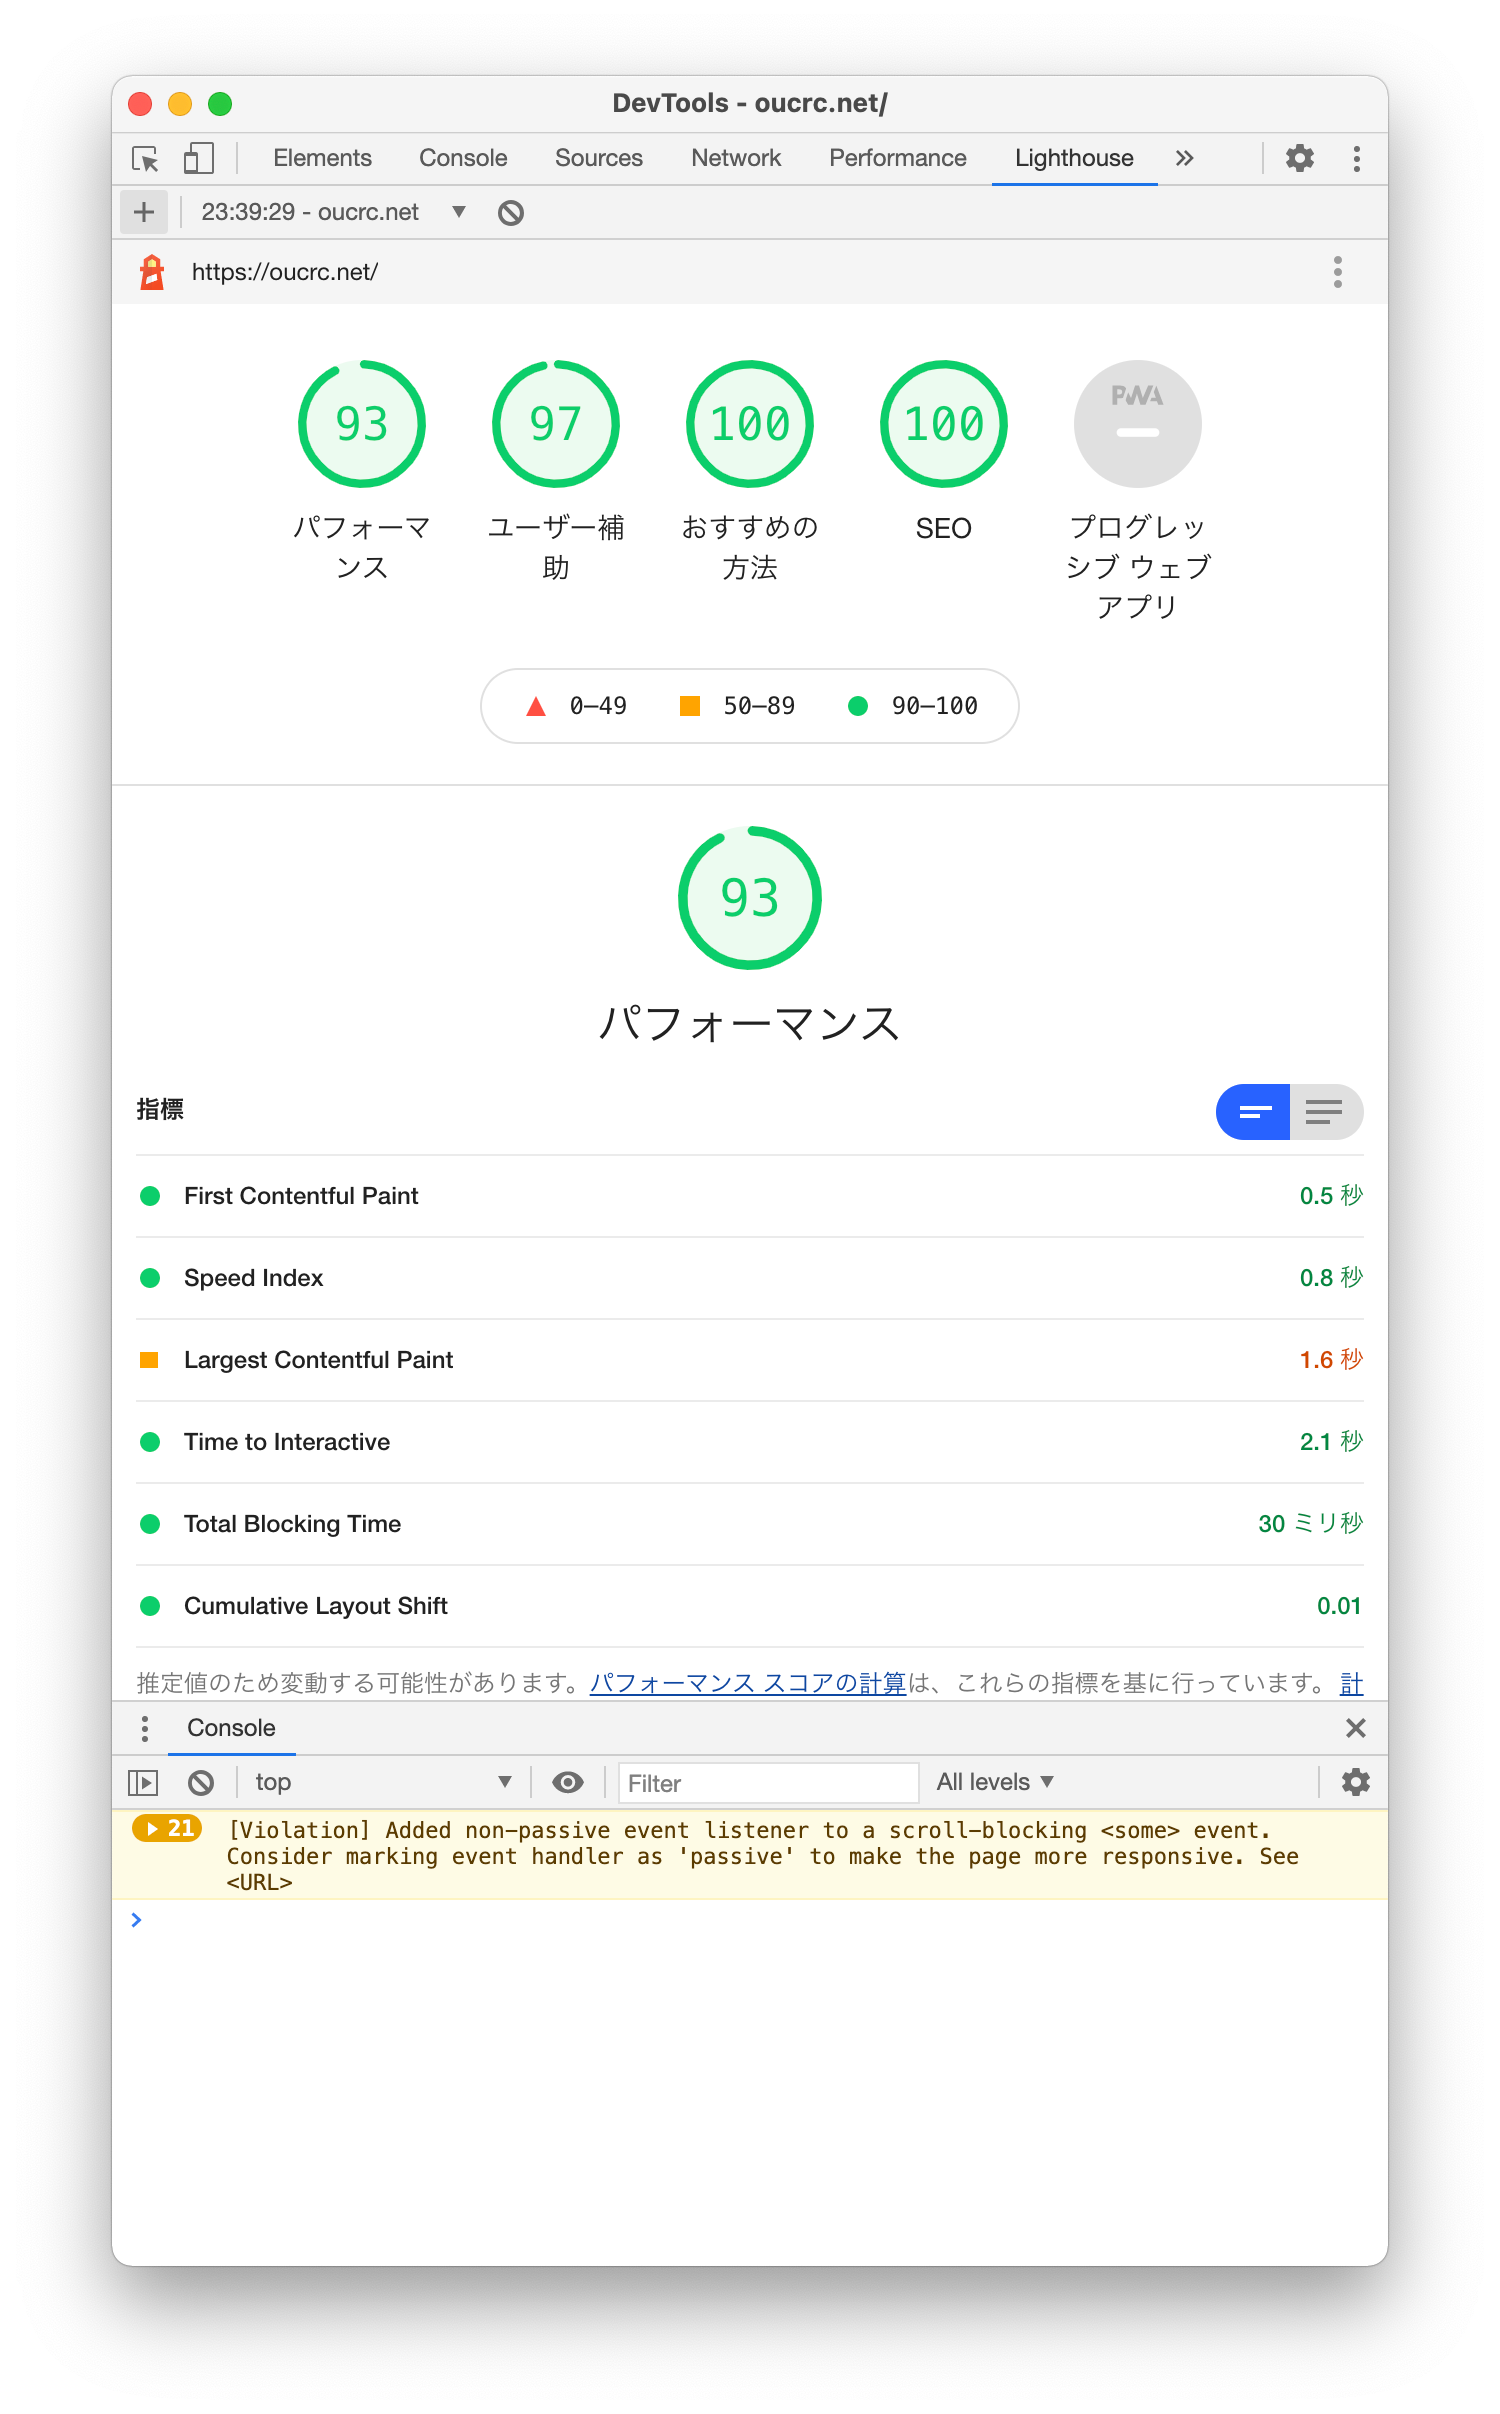 DevTools - oucrc.net/
Elements Console Sources Network Performance Lighthouse
23:39:29 - oucrc.net
https://oucrc.net/
93 97 100 100 PWA
パフォーマ ユーザー補 おすすめの SEO プログレッ
ンス 助 方法 シブ ウェブ
アプリ
0–49 50–89 90–100
93
パフォーマンス
指標
First Contentful Paint 0.5 秒
Speed Index 0.8 秒
Largest Contentful Paint 1.6 秒
Time to Interactive 2.1 秒
Total Blocking Time 30 ミリ秒
Cumulative Layout Shift 0.01
推定値のため変動する可能性があります。パフォーマンス スコアの計算は、これらの指標を基に行っています。計
Console
top Filter All levels
21 [Violation] Added non-passive event listener to a scroll-blocking <some> event.
Consider marking event handler as 'passive' to make the page more responsive. See
<URL>